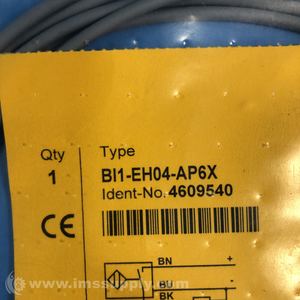 Qty
1
Type
BI1-EH04-AP6X
Ident-No. 4609540
CE
BN
+
BU
-
BK
www.imssupply.com